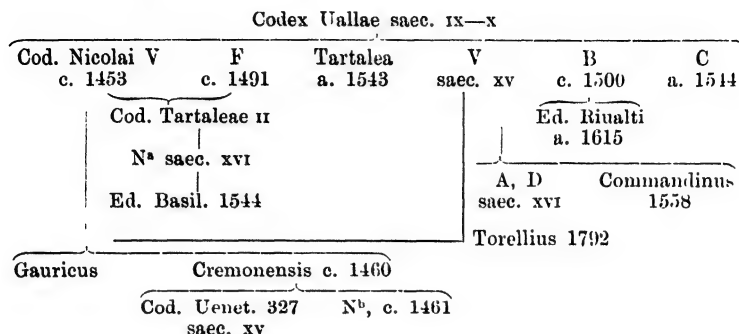 Codex Uallae saec. IX—X
Cod. Nicolai V F Tartalea V B C
c. 1453 c. 1491 a. 1543 saec. XV c. 1500 a. 1544
Cod. Tartaleae II Ed. Riualti
a. 1615
Nᵃ saec. XVI
A, D Commandinus
Ed. Basil. 1544 saec. XVI 1558
Torellius 1792
Gauricus Cremonensis c. 1460
Cod. Uenet. 327 Nᵇ, c. 1461
saec. XV